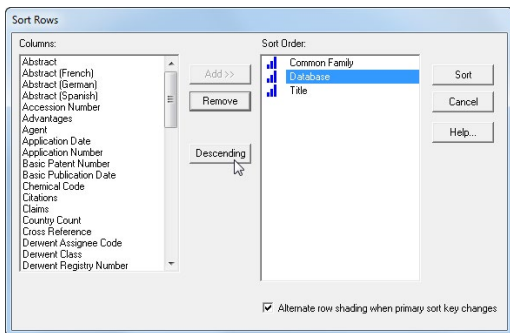 Sort Rows
Columns:
Abstract
Abstract (French)
Abstract (German)
Abstract (Spanish)
Accession Number
Advantages
Agent
Application Date
Application Number
Basic Patent Number
Basic Publication Date
Chemical Code
Citations
Claims
Country Count
Cross Reference
Derwent Assignee Code
Derwent Class
Derwent Registry Number
Add >>
Remove
Descending
Sort Order:
Common Family
Database
Title
Sort
Cancel
Help...
Alternate row shading when primary sort key changes